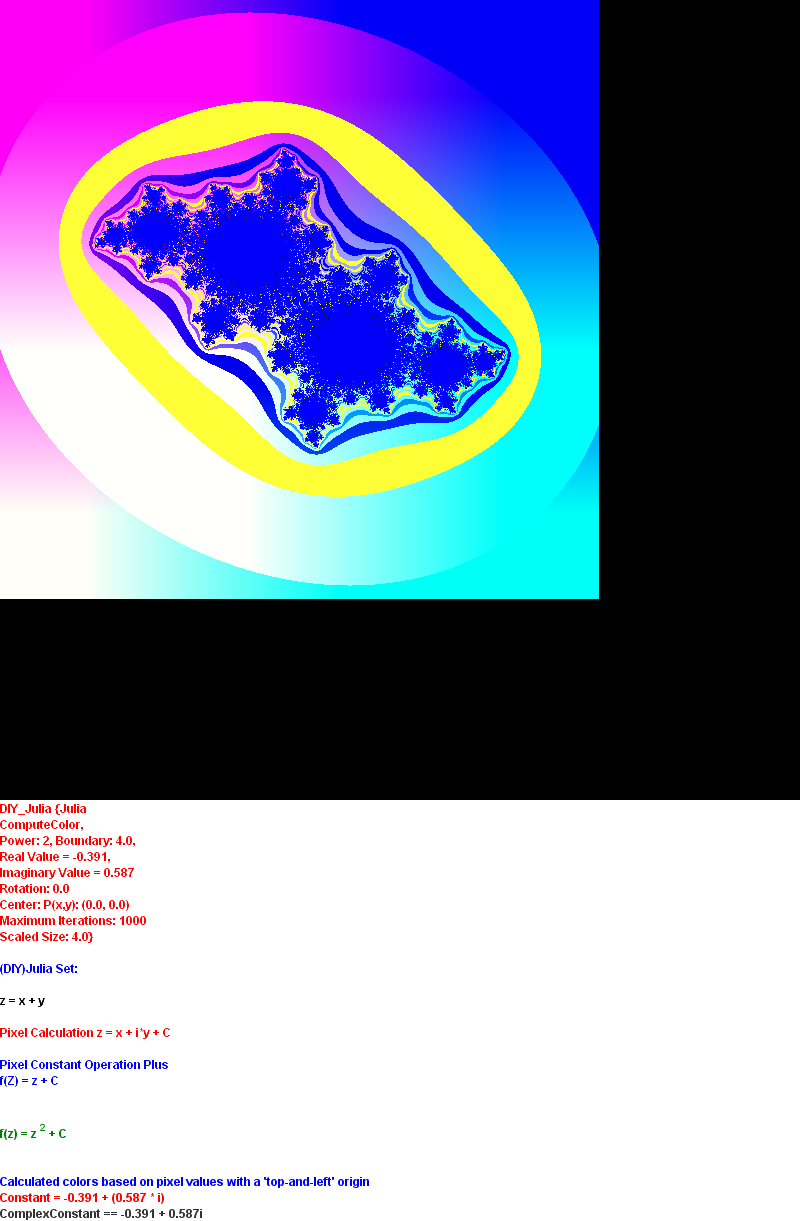 DIY_Julia {Julia
ComputeColor,
Power: 2, Boundary: 4.0,
Real Value = -0.391,
Imaginary Value = 0.587
Rotation: 0.0
Center: P(x,y): (0.0, 0.0)
Maximum Iterations: 1000
Scaled Size: 4.0}
(DIY)Julia Set:
z = x + y
Pixel Calculation z = x + i*y + C
Pixel Constant Operation Plus
f(Z) = z + C
f(z) = z ² + C
Calculated colors based on pixel values with a 'top-and-left' origin
Constant = -0.391 + (0.587 * i)
ComplexConstant == -0.391 + 0.587i